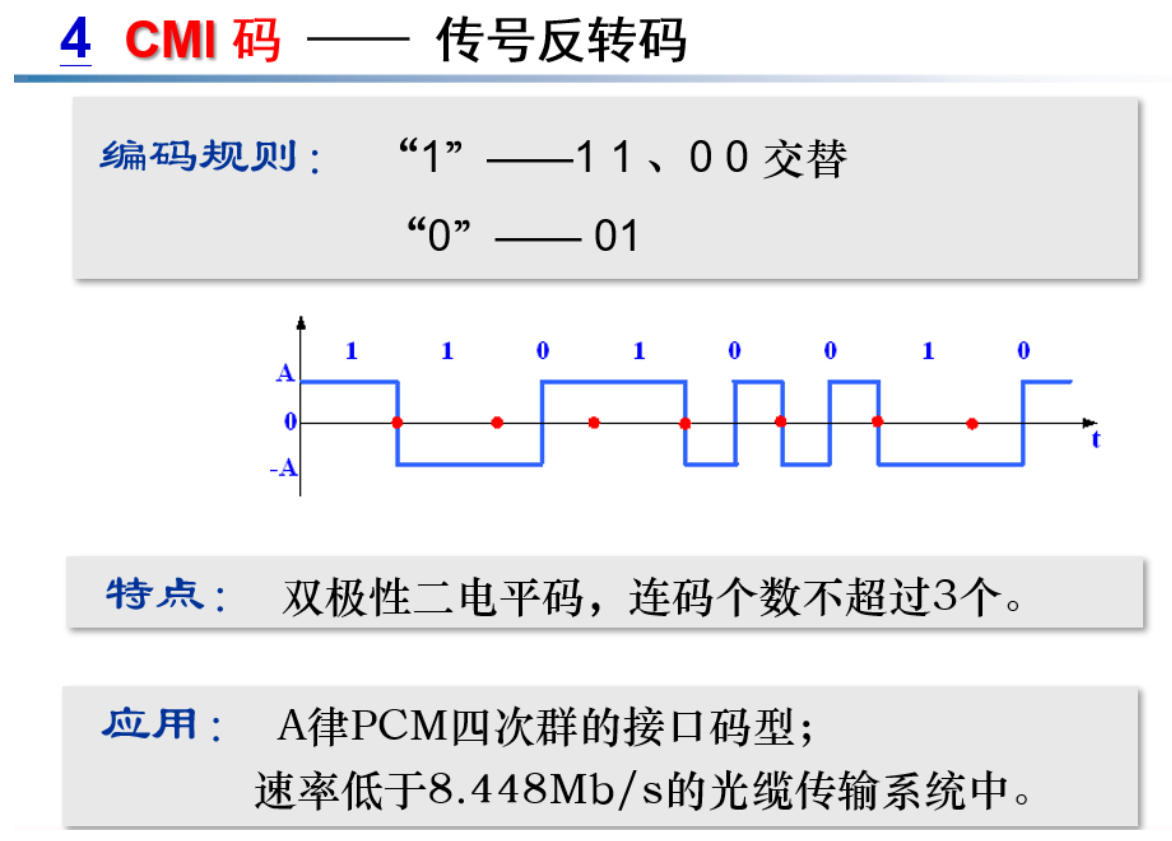 4 CMI 码 —— 传号反转码
编码规则： “1” ——1 1 、0 0 交替
“0” —— 01
1 1 0 1 0 0 1 0
A
0
t
-A
特点： 双极性二电平码，连码个数不超过3个。
应用： A律PCM四次群的接口码型；
速率低于8.448Mb/s的光缆传输系统中。